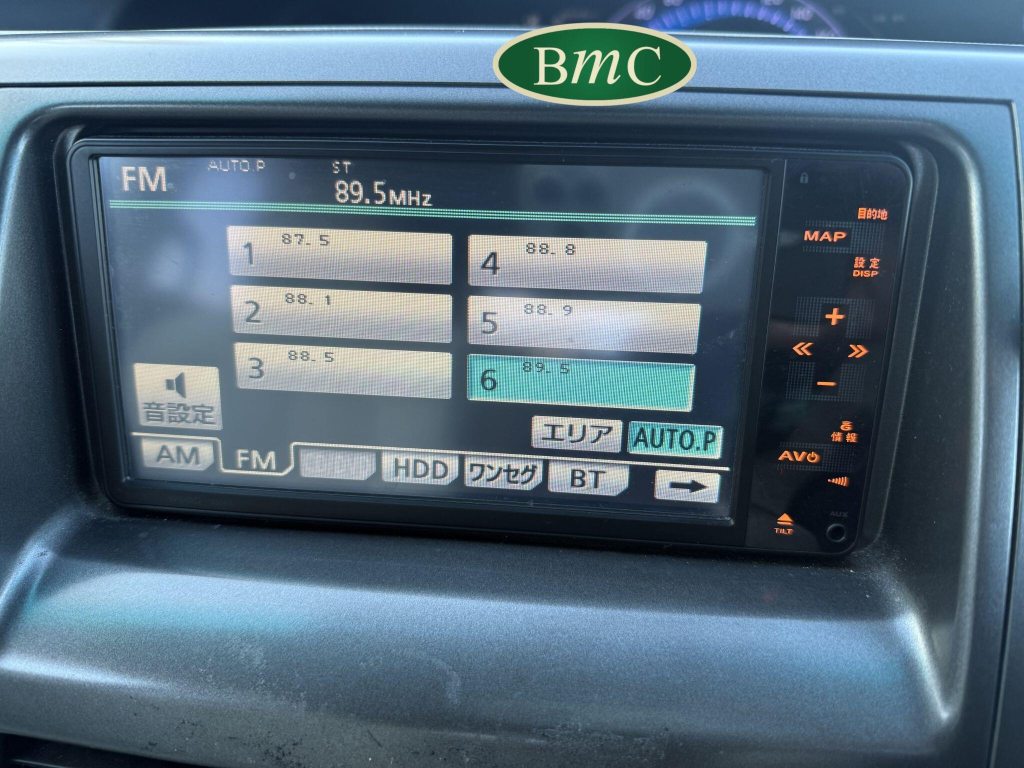 BmC
FM AUTO.P ST
89.5MHz
1 87.5
2 88.1
3 88.5
4 88.8
5 88.9
6 89.5
音設定
エリア AUTO.P
AM FM HDD ワンセグ BT
目的地
MAP
設定
DISP
情報
AV
TILT
AUX